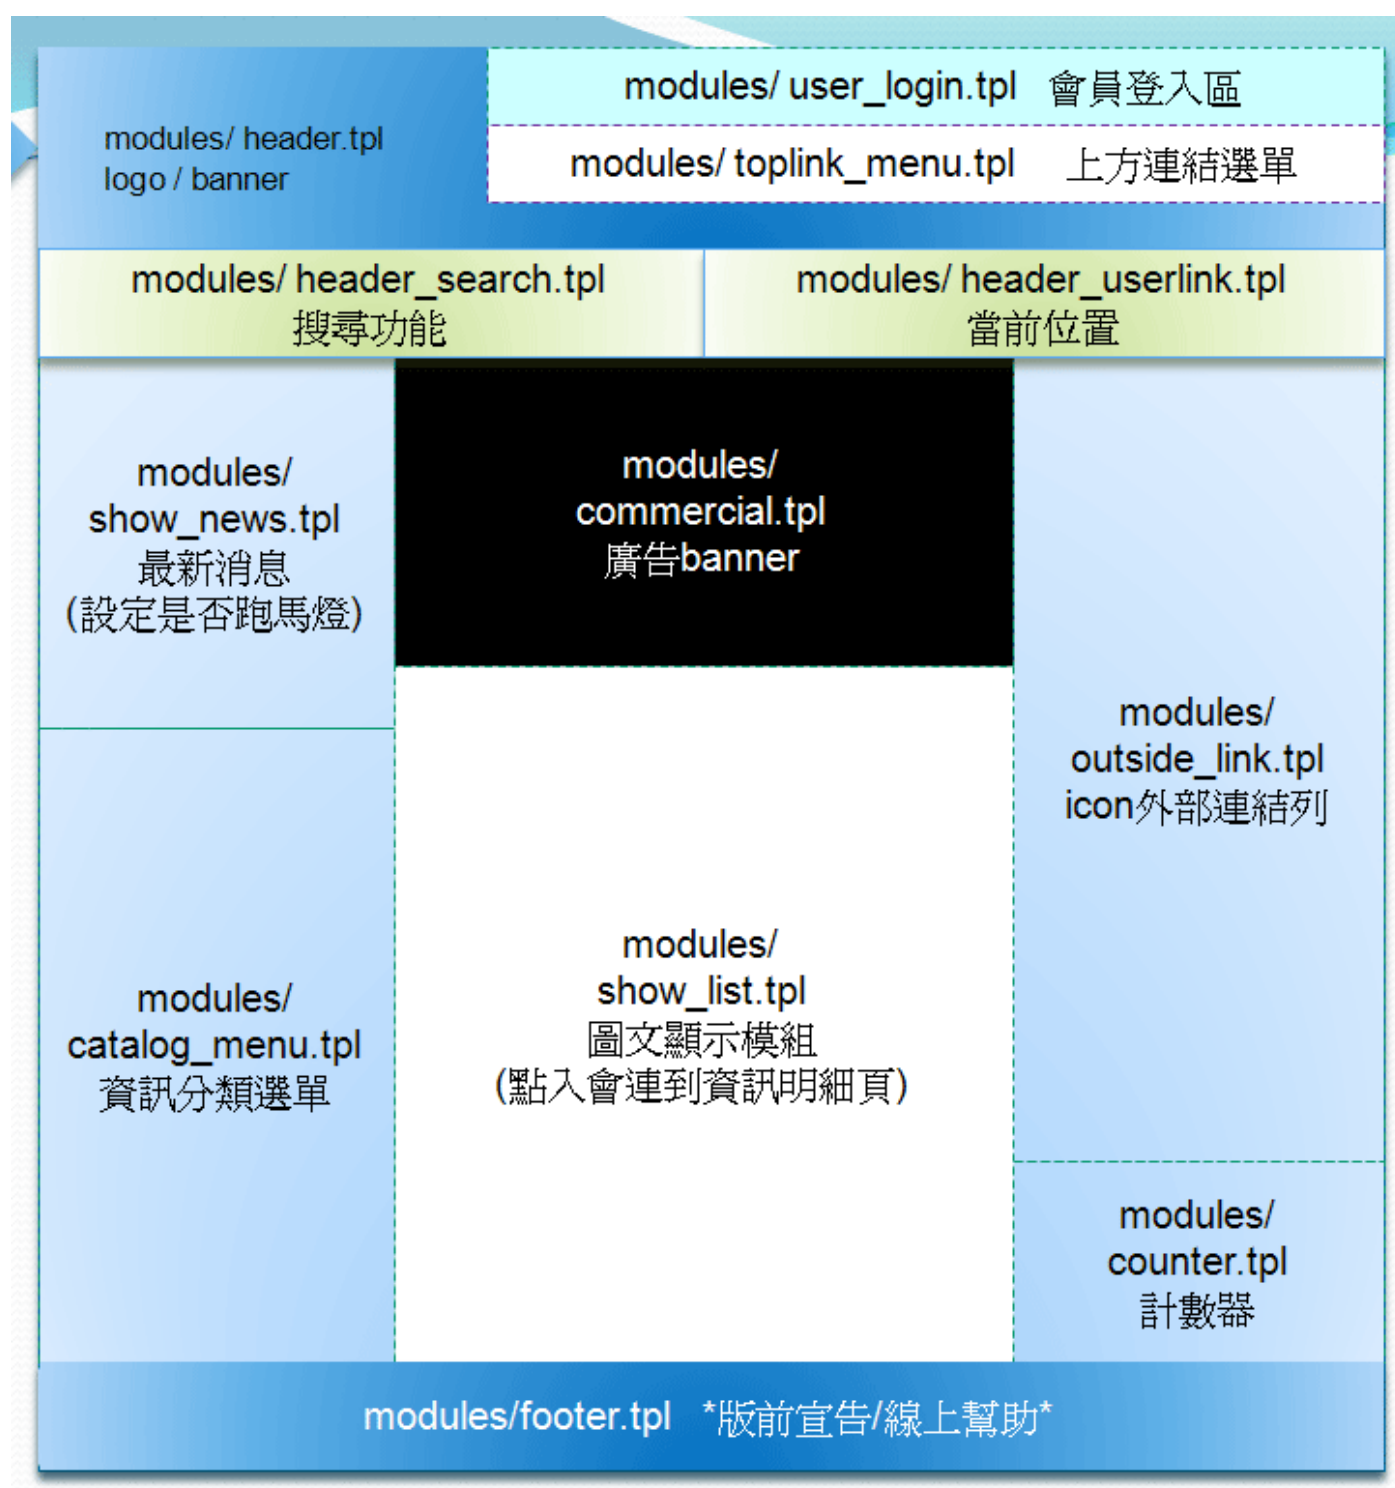 modules/ user_login.tpl 會員登入區
modules/ header.tpl
logo / banner
modules/ toplink_menu.tpl 上方連結選單
modules/ header_search.tpl
搜尋功能
modules/ header_userlink.tpl
當前位置
modules/
show_news.tpl
最新消息
(設定是否跑馬燈)
modules/
commercial.tpl
廣告banner
modules/
outside_link.tpl
icon外部連結列
modules/
catalog_menu.tpl
資訊分類選單
modules/
show_list.tpl
圖文顯示模組
(點入會連到資訊明細頁)
modules/
counter.tpl
計數器
modules/footer.tpl *版前宣告/線上幫助*